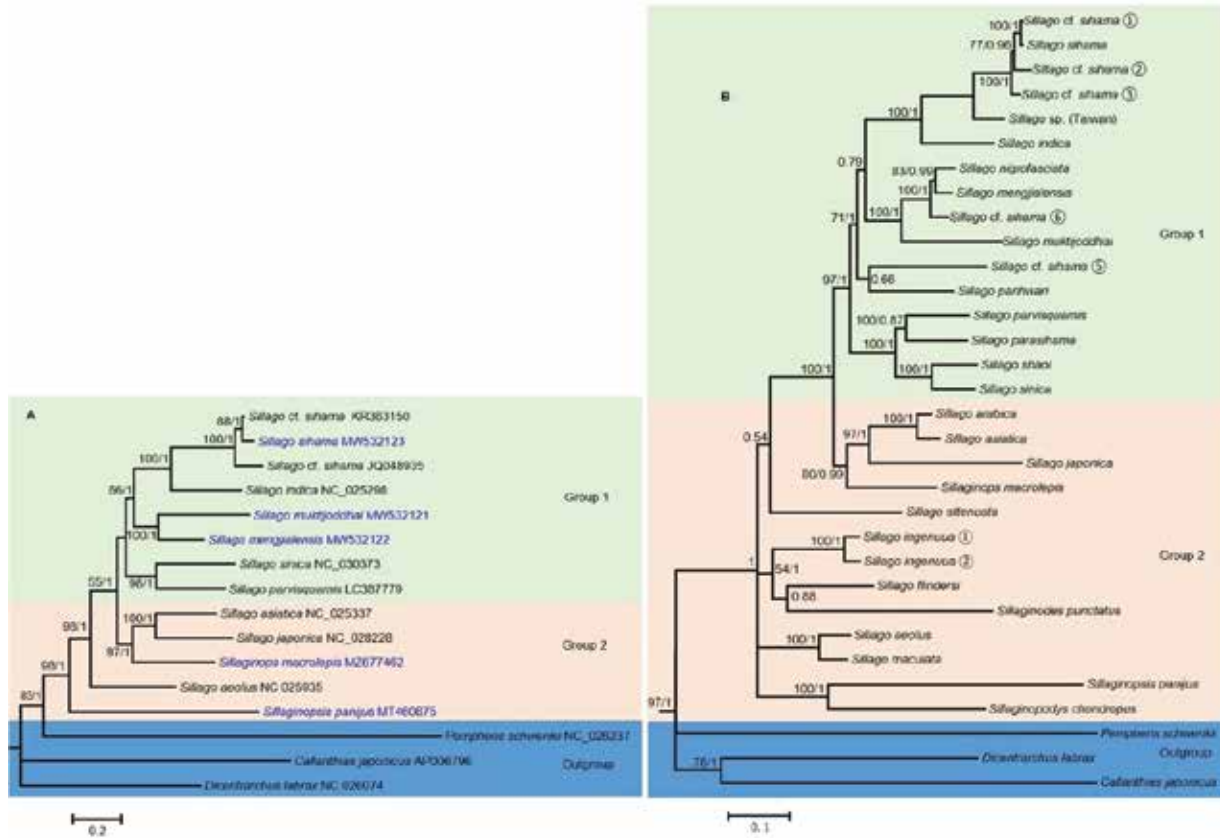 A
88/1
Sillago cf. sihama KR363150
100/1
Sillago sihama MW532123
Sillago cf. sihama JQ048935
100/1
Sillago indica NC_025298
86/1
Group 1
Sillago muktijoddhai MW532121
100/1
Sillago mengjialensis MW532122
Sillago sinica NC_030373
55/1
96/1
Sillago parvisquamis LC387779
Sillago asiatica NC_025337
100/1
98/1
Sillago japonica NC_028228
Group 2
87/1
Sillaginops macrolepis MZ677462
98/1
Sillago aeolus NC_025935
83/1
Sillaginopsis panijus MT460875
Pempheris schwenkii NC_026237
Callanthias japonicus AP006796
Outgroup
Dicentrarchus labrax NC_026074
0.2
B
100/1
Sillago cf. sihama ①
77/0.96
Sillago sihama
Sillago cf. sihama ②
100/1
Sillago cf. sihama ③
100/1
Sillago sp. (Taiwan)
Sillago indica
0.79
83/0.99
Sillago nigrofasciata
100/1
Sillago mengjialensis
100/1
Sillago cf. sihama ⑥
71/1
Sillago muktijoddhai
Group 1
Sillago cf. sihama ⑤
97/1
0.66
Sillago panhwari
100/0.87
Sillago parvisquamis
100/1
Sillago parasihama
100/1
Sillago shaoi
100/1
Sillago sinica
100/1
Sillago arabica
0.54
97/1
Sillago asiatica
80/0.99
Sillago japonica
Sillaginops macrolepis
Sillago attenuata
100/1
Sillago ingenuua ①
1
Sillago ingenuua ②
Group 2
54/1
Sillago flindersi
0.88
Sillaginodes punctatus
100/1
Sillago aeolus
Sillago maculata
100/1
Sillaginopsis panijus
97/1
Sillaginopodys chondropus
Pempheris schwenkii
76/1
Dicentrarchus labrax
Outgroup
Callanthias japonicus
0.1